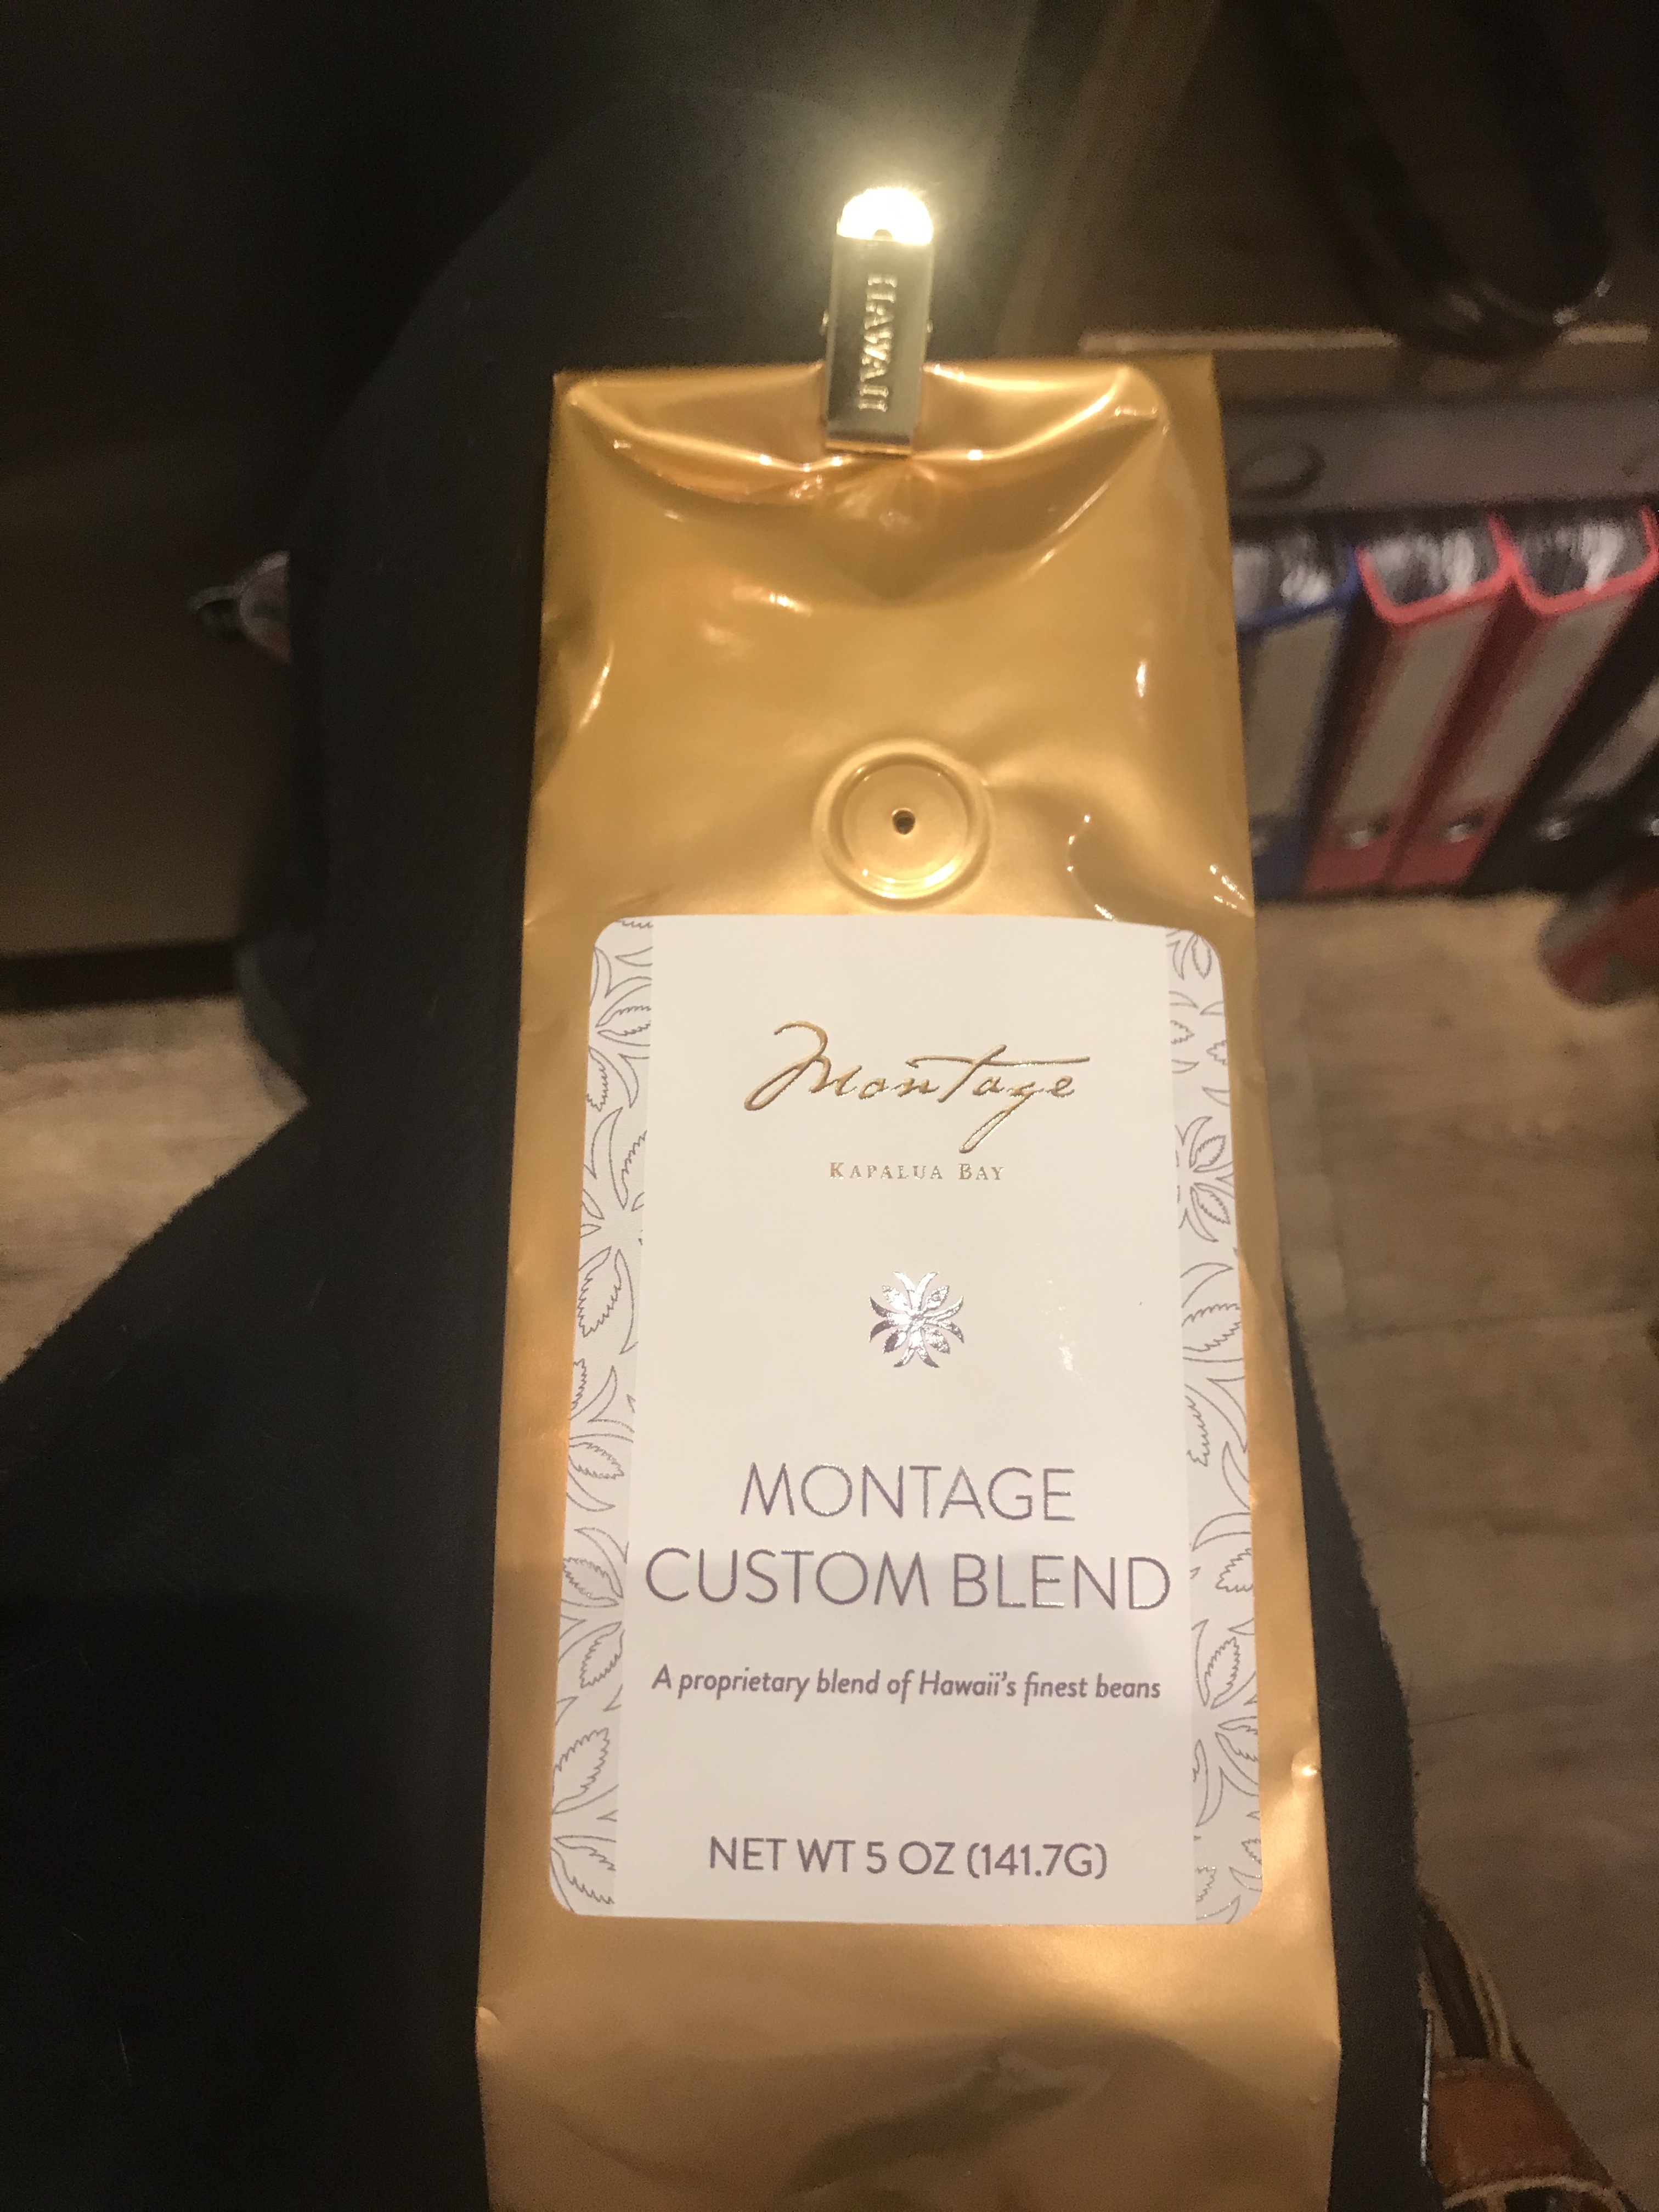 HAWAII
Montage
KAPALUA BAY
MONTAGE
CUSTOM BLEND
A proprietary blend of Hawaii's finest beans
NET WT 5 OZ (141.7G)